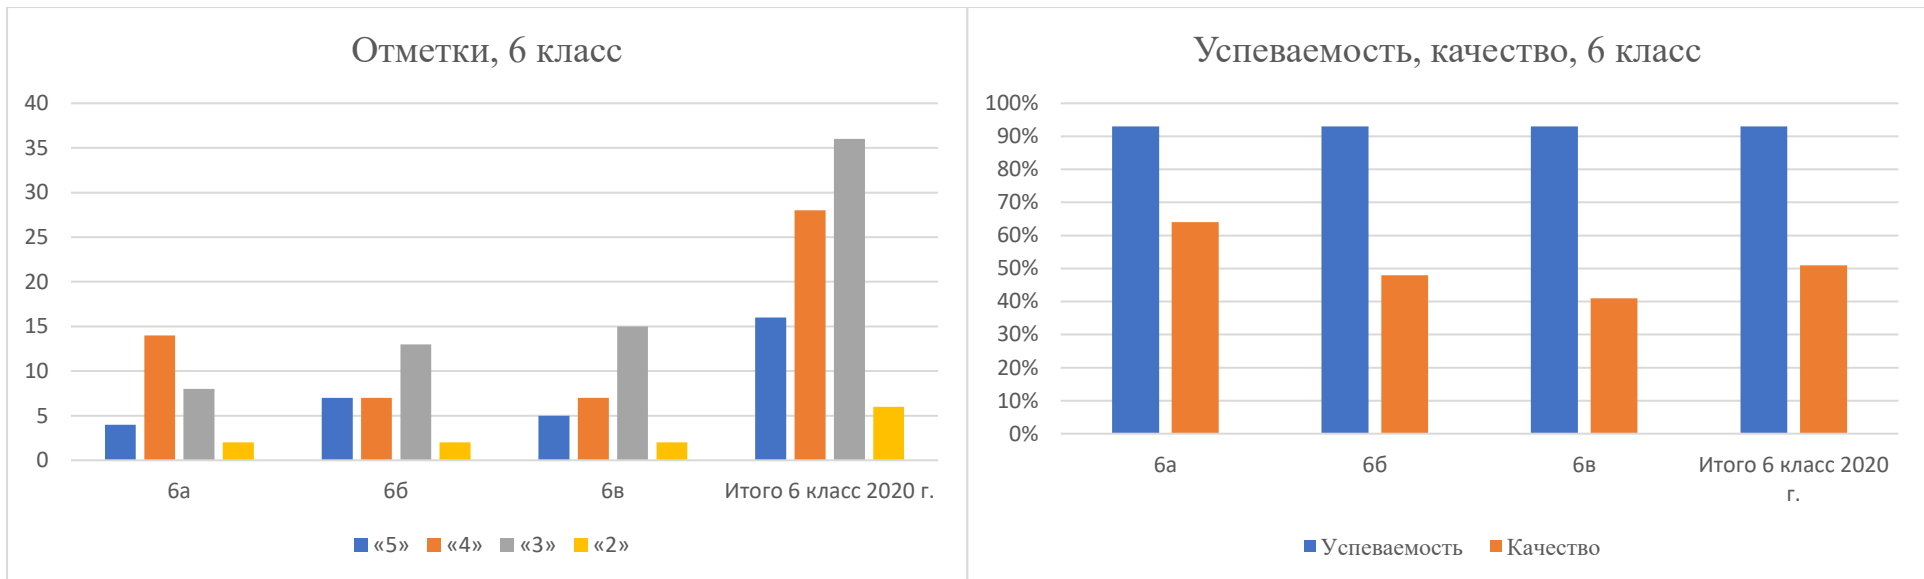 Отметки, 6 класс
40
35
30
25
20
15
10
5
0
6а
6б
6в
Итого 6 класс 2020 г.
«5»
«4»
«3»
«2»
Успеваемость, качество, 6 класс
100%
90%
80%
70%
60%
50%
40%
30%
20%
10%
0%
6а
6б
6в
Итого 6 класс 2020
г.
Успеваемость
Качество